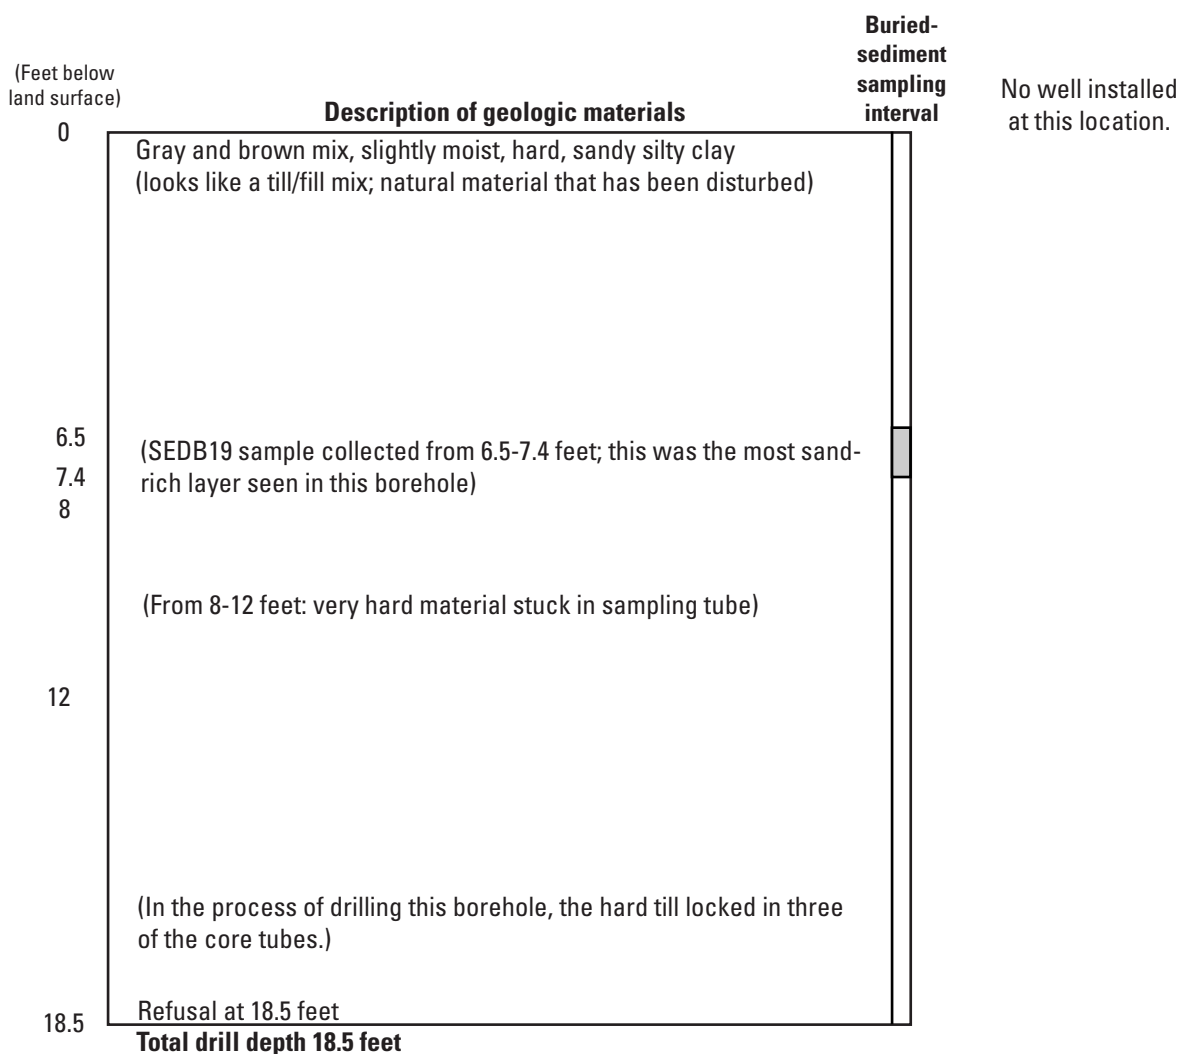 (Feet below
land surface)
Description of geologic materials
Buried-
sediment
sampling
interval
No well installed
at this location.
0
Gray and brown mix, slightly moist, hard, sandy silty clay
(looks like a till/fill mix; natural material that has been disturbed)
6.5
7.4
8
(SEDB19 sample collected from 6.5-7.4 feet; this was the most sand-
rich layer seen in this borehole)
(From 8-12 feet: very hard material stuck in sampling tube)
12
(In the process of drilling this borehole, the hard till locked in three
of the core tubes.)
Refusal at 18.5 feet
18.5
Total drill depth 18.5 feet